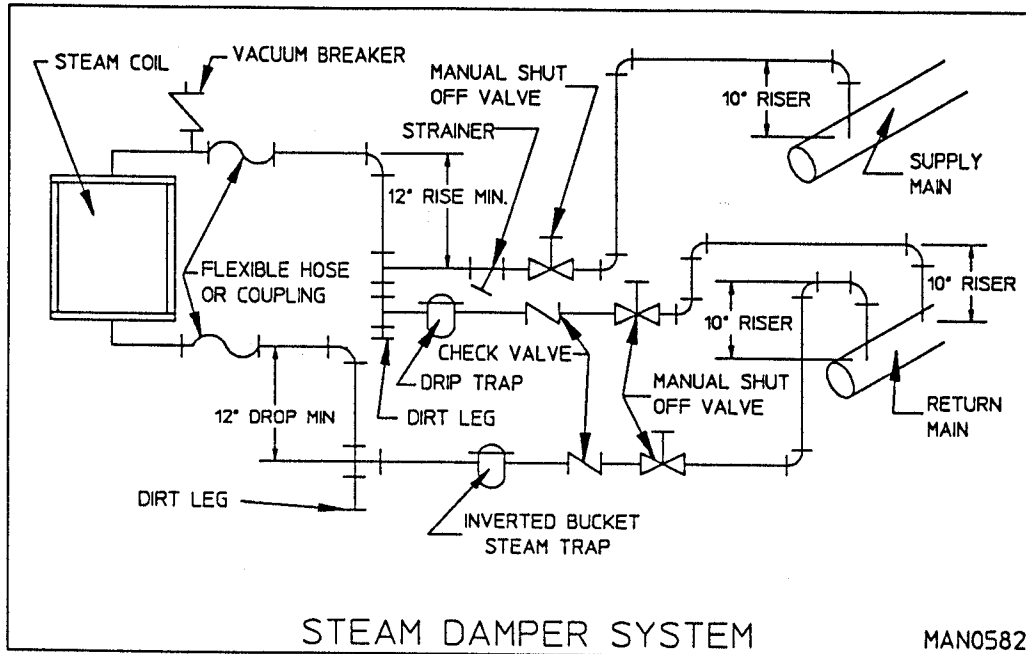 STEAM COIL
VACUUM BREAKER
MANUAL SHUT
OFF VALVE
STRAINER
10" RISER
SUPPLY
MAIN
12" RISE MIN.
FLEXIBLE HOSE
OR COUPLING
10" RISER
10" RISER
CHECK VALVE
DRIP TRAP
DIRT LEG
MANUAL SHUT
OFF VALVE
RETURN
MAIN
12" DROP MIN
DIRT LEG
INVERTED BUCKET
STEAM TRAP
STEAM DAMPER SYSTEM
MAN0582